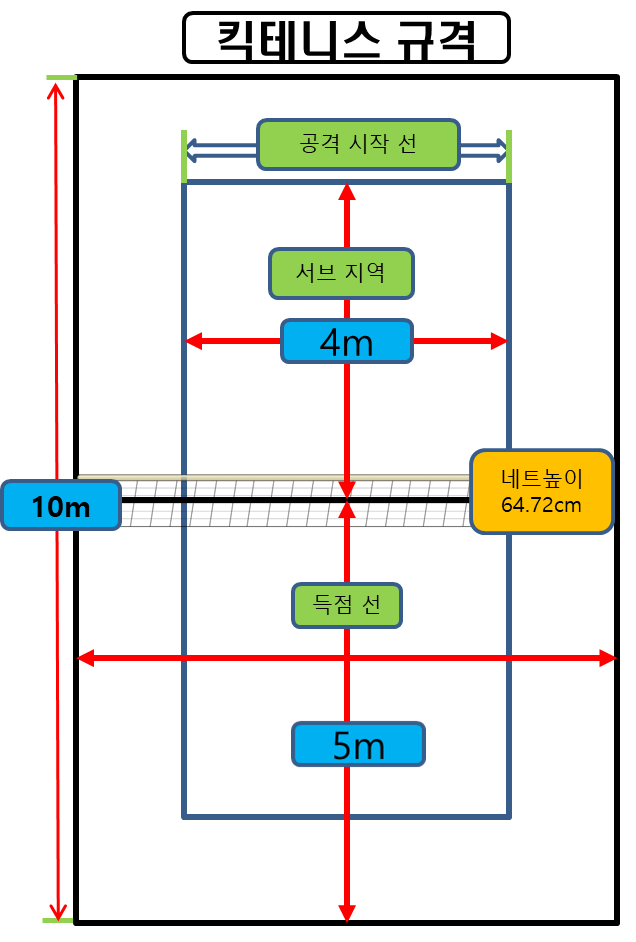 킥테니스 규격
공격 시작 선
서브 지역
4m
네트높이
64.72cm
10m
득점 선
5m